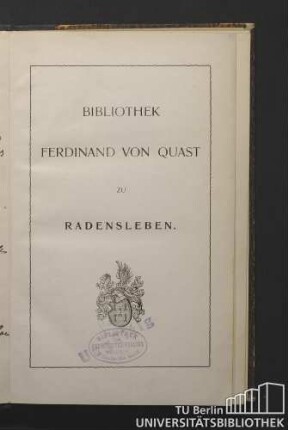 BIBLIOTHEK
FERDINAND VON QUAST
ZU
RADENSLEBEN.
TU Berlin
UNIVERSITÄTSBIBLIOTHEK